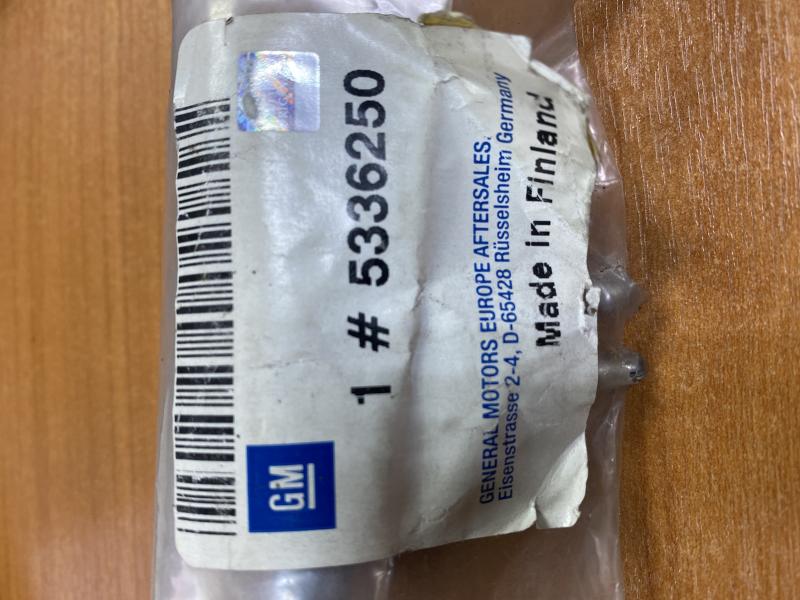 GM
1 # 5336250
GENERAL MOTORS EUROPE AFTERSALES,
Eisenstrasse 2-4, D-65428 Rüsselsheim Germany
Made in Finland